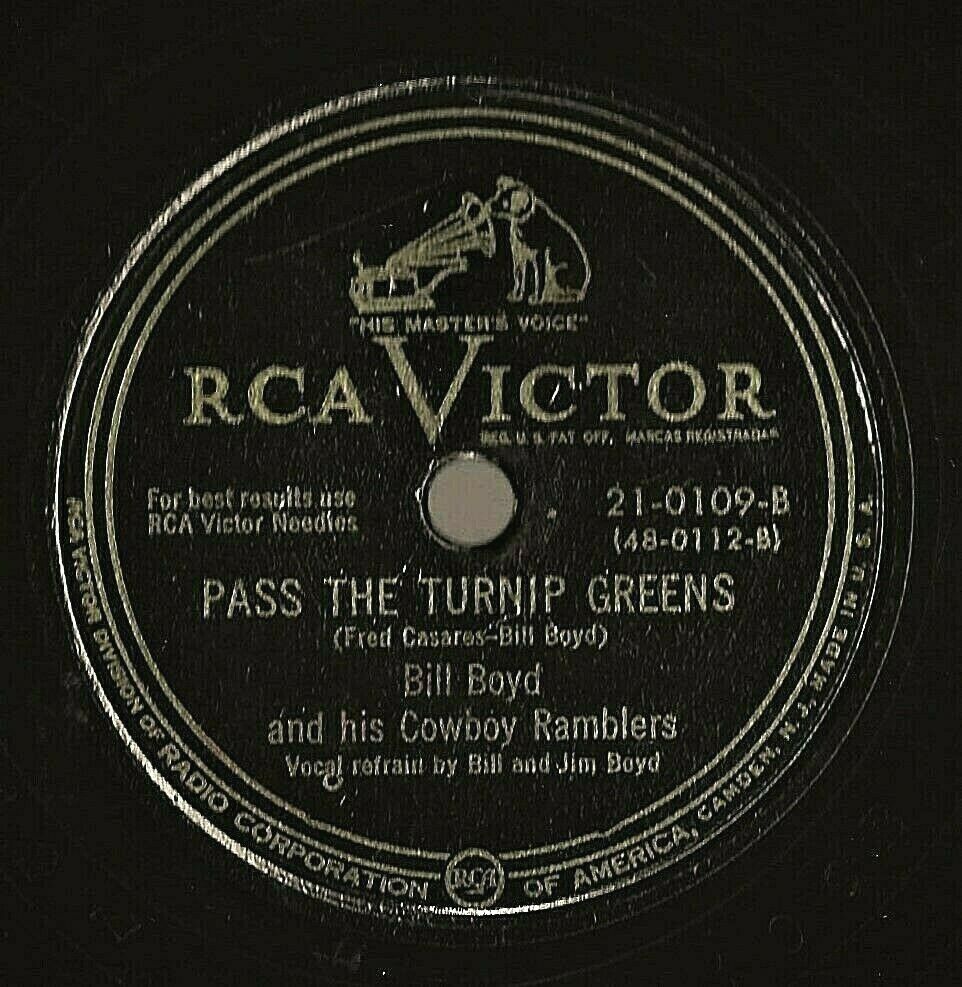 "HIS MASTER'S VOICE"
RCA VICTOR
REG. U. S. PAT. OFF. MARCAS REGISTRADAS
For best results use
RCA Victor Needles
21-0109-B
(48-0112-B)
PASS THE TURNIP GREENS
(Fred Casares-Bill Boyd)
Bill Boyd
and his Cowboy Ramblers
Vocal refrain by Bill and Jim Boyd
RCA VICTOR DIVISION OF RADIO CORPORATION OF AMERICA, CAMDEN, N. J., MADE IN U. S. A.
RCA